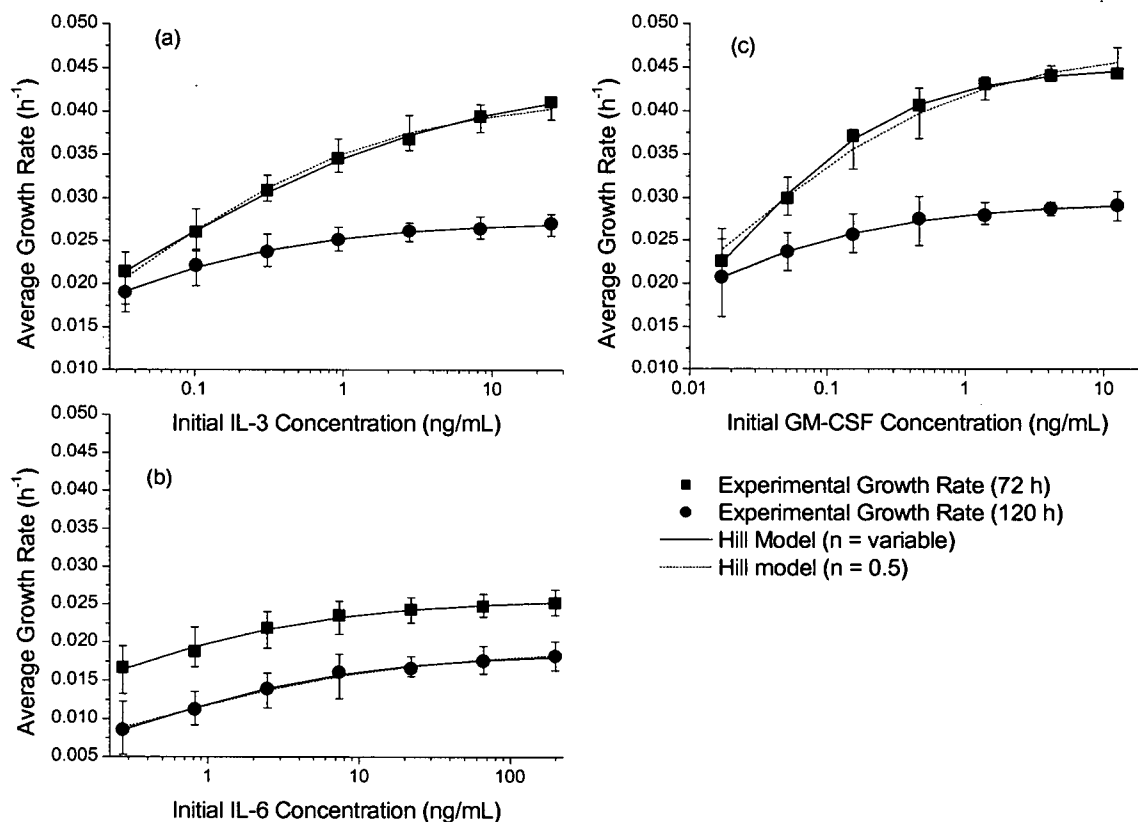 (a)
0.050
0.045
0.040
0.035
0.030
0.025
0.020
0.015
0.010
Average Growth Rate (h⁻¹)
0.1 1 10
Initial IL-3 Concentration (ng/mL)
(c)
0.050
0.045
0.040
0.035
0.030
0.025
0.020
0.015
0.010
Average Growth Rate (h⁻¹)
0.01 0.1 1 10
Initial GM-CSF Concentration (ng/mL)
(b)
0.050
0.045
0.040
0.035
0.030
0.025
0.020
0.015
0.010
0.005
Average Growth Rate (h⁻¹)
1 10 100
Initial IL-6 Concentration (ng/mL)
Experimental Growth Rate (72 h)
Experimental Growth Rate (120 h)
Hill Model (n = variable)
Hill model (n = 0.5)